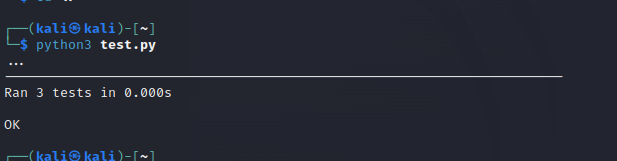 ┌──(kali㉿kali)-[~]
└─$ python3 test.py
...
----------------------------------------------------------------------
Ran 3 tests in 0.000s
OK
┌──(kali㉿kali)-[~]